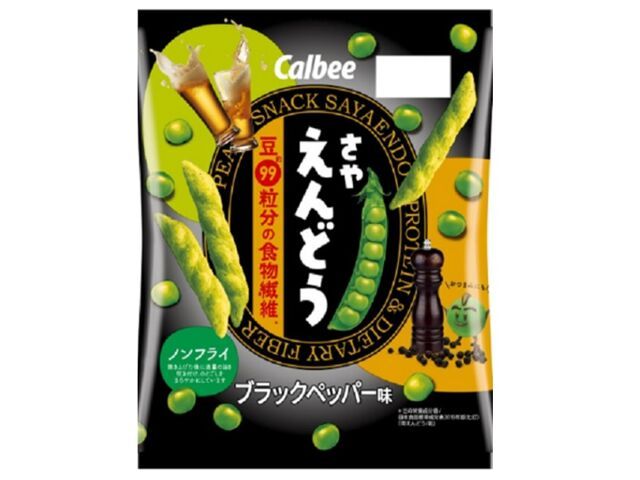 Calbee
PEA SNACK SAYAENDO PROTEIN & DIETARY FIBER
さや
えんどう
豆約99粒分の食物繊維※
ノンフライ
ブラックペッパー味